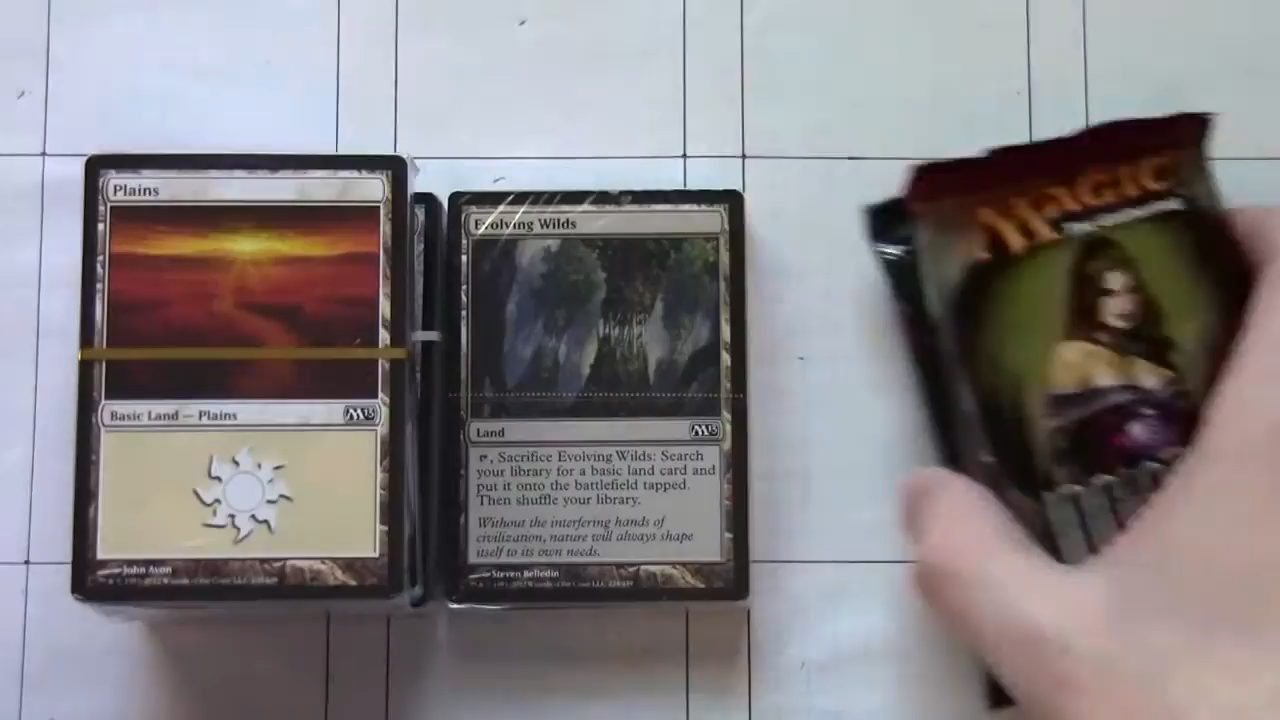 Plains
Basic Land — Plains
M13
John Avon
Evolving Wilds
Land
M13
, Sacrifice Evolving Wilds: Search
your library for a basic land card and
put it onto the battlefield tapped.
Then shuffle your library.
Without the interfering hands of
civilization, nature will always shape
itself to its own needs.
Steven Belledin
Magic